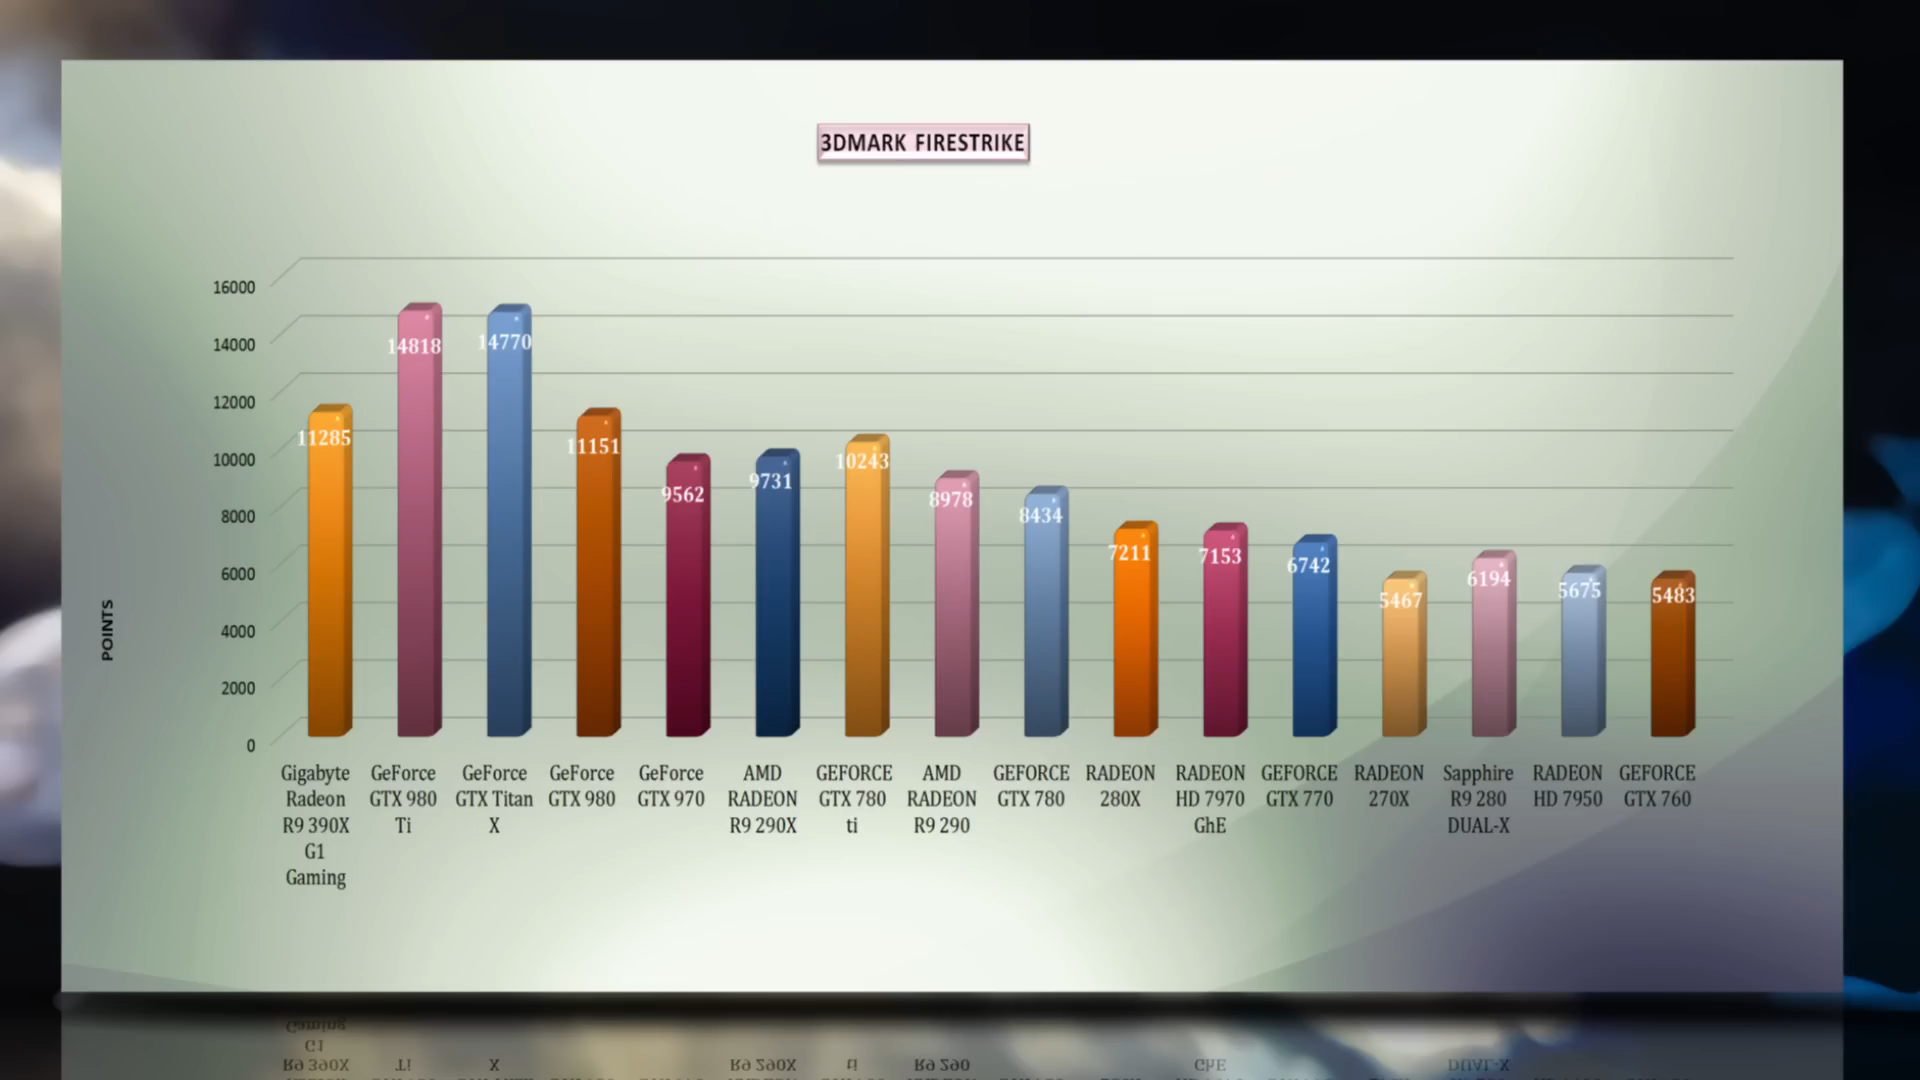 3DMARK FIRESTRIKE
16000
14000
12000
10000
8000
6000
4000
2000
0
POINTS
11285
14818
14770
11151
9562
9731
10243
8978
8434
7211
7153
6742
5467
6194
5675
5483
Gigabyte
Radeon
R9 390X
G1
Gaming
GeForce
GTX 980
Ti
GeForce
GTX Titan
X
GeForce
GTX 980
GeForce
GTX 970
AMD
RADEON
R9 290X
GEFORCE
GTX 780
ti
AMD
RADEON
R9 290
GEFORCE
GTX 780
RADEON
280X
RADEON
HD 7970
GhE
GEFORCE
GTX 770
RADEON
270X
Sapphire
R9 280
DUAL-X
RADEON
HD 7950
GEFORCE
GTX 760